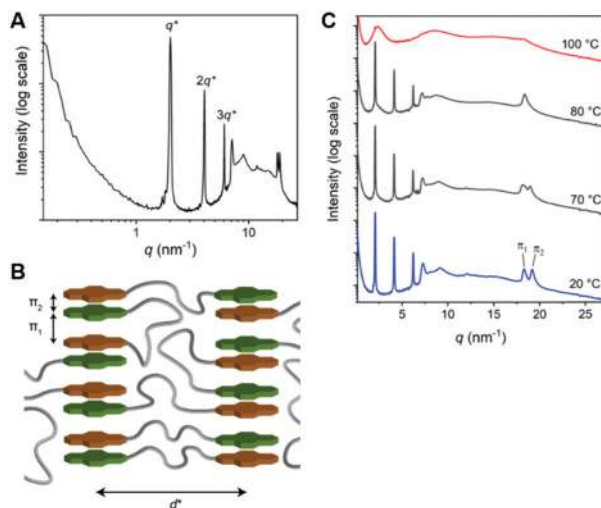 A
Intensity (log scale)
q*
2q*
3q*
1
10
q (nm⁻¹)
B
π₂
π₁
d*
C
Intensity (log scale)
100 °C
80 °C
70 °C
π₁ π₂
20 °C
5 10 15 20 25
q (nm⁻¹)